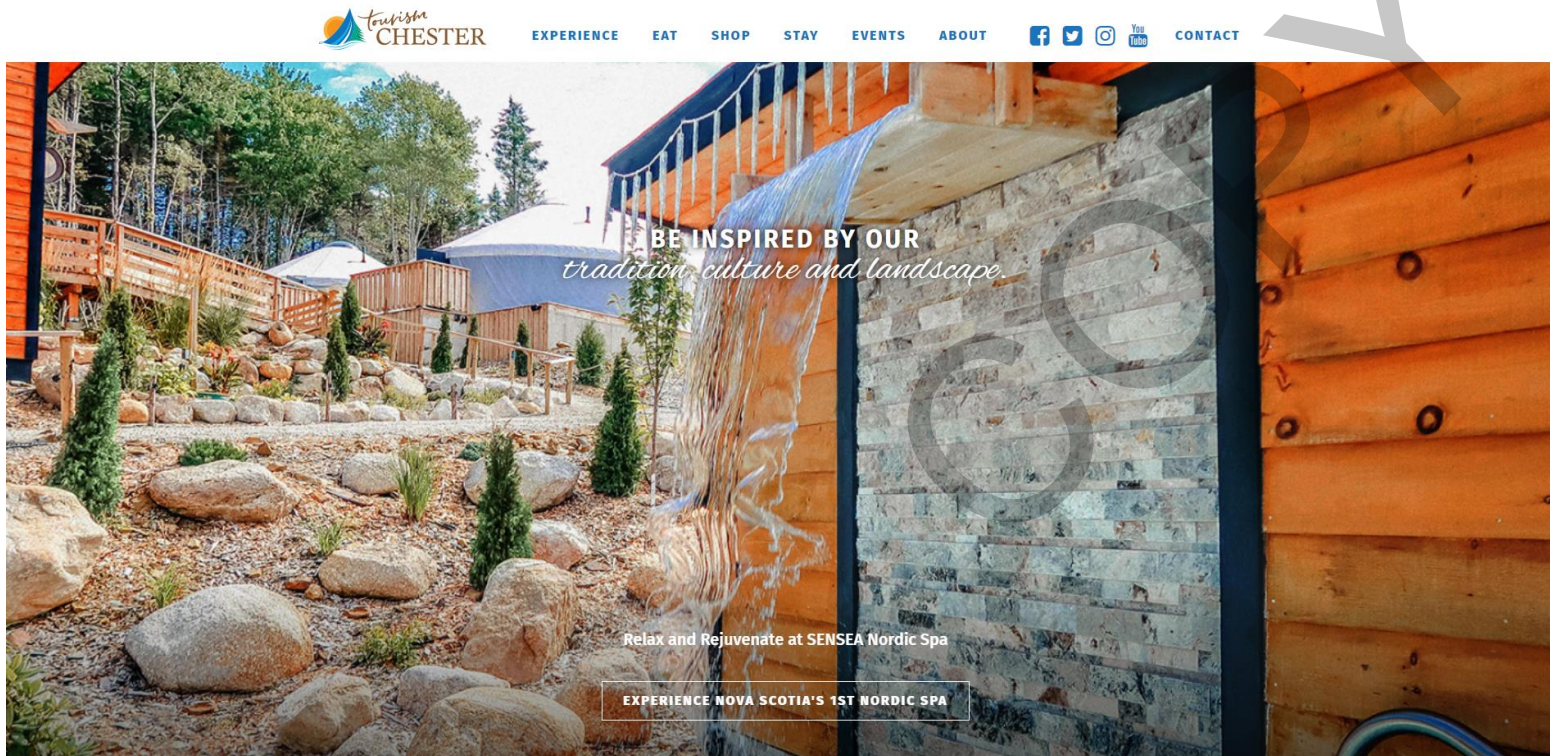 tourism
CHESTER
EXPERIENCE EAT SHOP STAY EVENTS ABOUT You Tube CONTACT
BE INSPIRED BY OUR
tradition, culture and landscape.
Relax and Rejuvenate at SENSEA Nordic Spa
EXPERIENCE NOVA SCOTIA'S 1ST NORDIC SPA
COPY